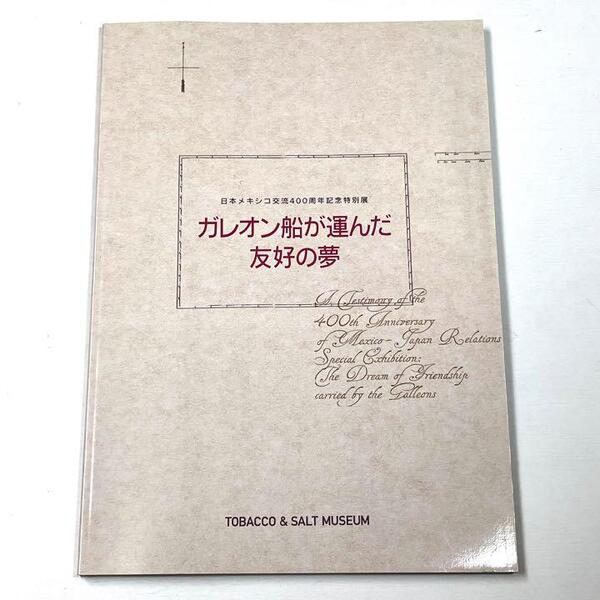 日本メキシコ交流400周年記念特別展
ガレオン船が運んだ
友好の夢
A Testimony of the
400th Anniversary
of Mexico-Japan Relations
Special Exhibition:
The Dream of Friendship
carried by the Galleons
TOBACCO & SALT MUSEUM